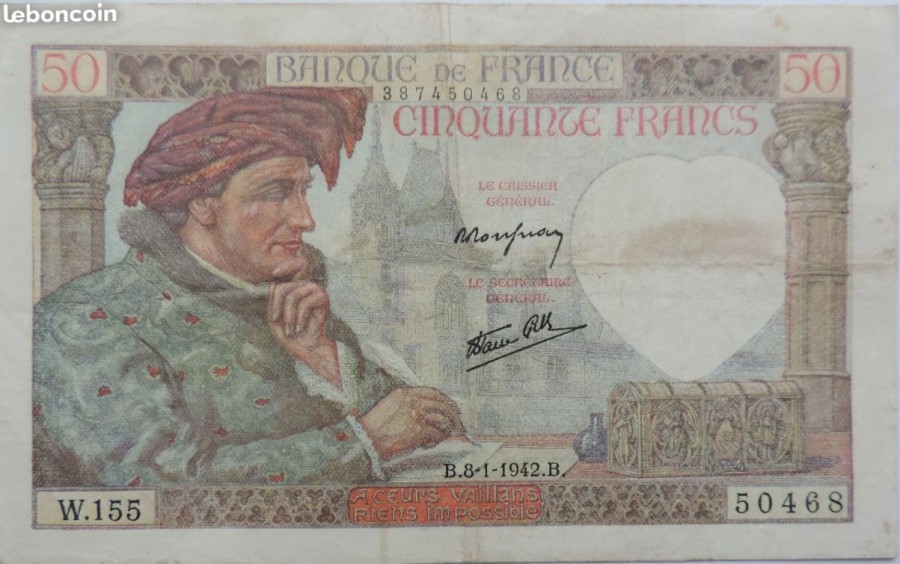 leboncoin
50 BANQUE DE FRANCE 50
387450468
CINQUANTE FRANCS
LE CAISSIER
GÉNÉRAL.
LE SECRÉTAIRE
GÉNÉRAL.
B.8-1-1942.B.
W.155
A CŒURS VAILLANS
RIENS IMPOSSIBLE
50468